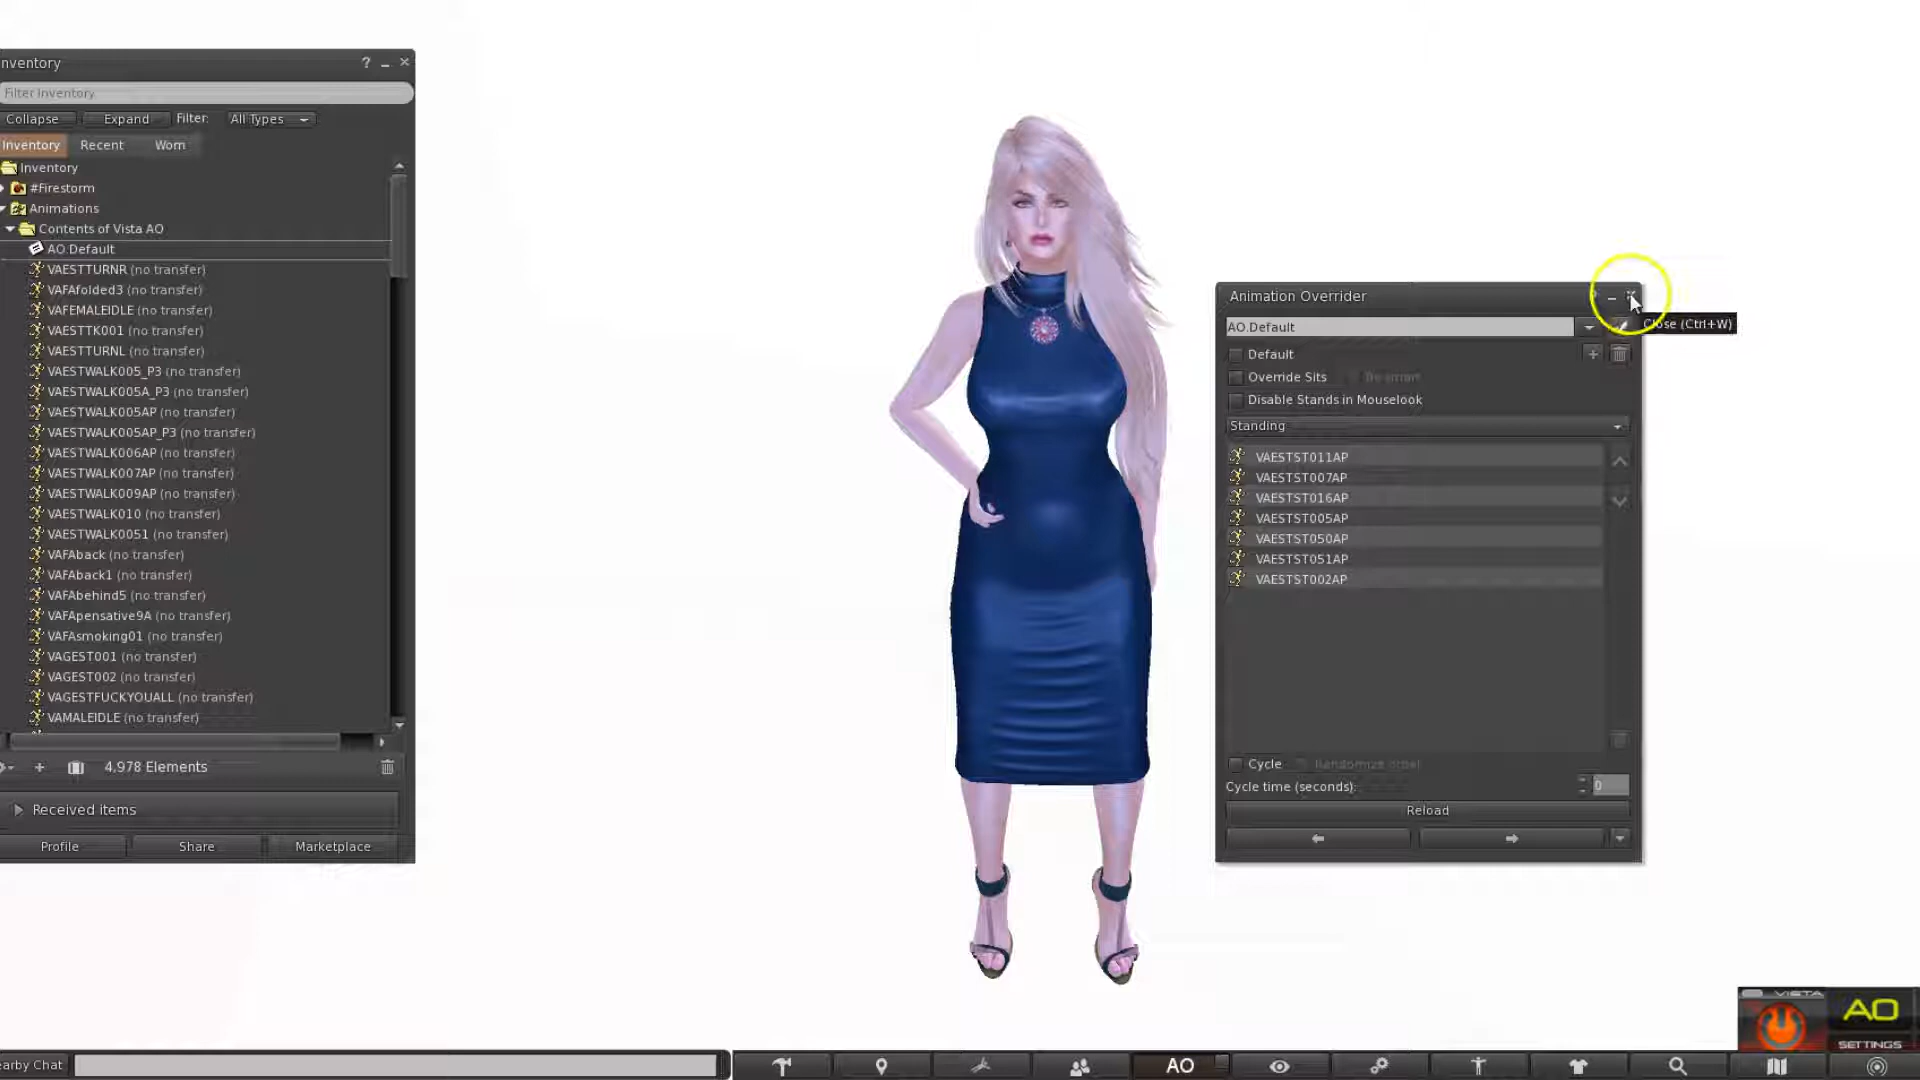 nventory
?
Filter Inventory
Collapse
Expand
Filter:
All Types
Inventory
Recent
Worn
Inventory
#Firestorm
Animations
Contents of Vista AO
AO.Default
VAESTTURNR (no transfer)
VAFAfolded3 (no transfer)
VAFEMALEIDLE (no transfer)
VAESTTK001 (no transfer)
VAESTTURNL (no transfer)
VAESTWALK005_P3 (no transfer)
VAESTWALK005A_P3 (no transfer)
VAESTWALK005AP (no transfer)
VAESTWALK005AP_P3 (no transfer)
VAESTWALK006AP (no transfer)
VAESTWALK007AP (no transfer)
VAESTWALK009AP (no transfer)
VAESTWALK010 (no transfer)
VAESTWALK0051 (no transfer)
VAFAback (no transfer)
VAFAback1 (no transfer)
VAFAbehind5 (no transfer)
VAFApensative9A (no transfer)
VAFAsmoking01 (no transfer)
VAGEST001 (no transfer)
VAGEST002 (no transfer)
VAGESTFUCKYOUALL (no transfer)
VAMALEIDLE (no transfer)
4,978 Elements
Received items
Profile
Share
Marketplace
Animation Overrider
AO.Default
Close (Ctrl+W)
Default
Override Sits
Be smart
Disable Stands in Mouselook
Standing
VAESTST011AP
VAESTST007AP
VAESTST016AP
VAESTST005AP
VAESTST050AP
VAESTST051AP
VAESTST002AP
Cycle
Randomize order
Cycle time (seconds):
0
Reload
VISTA
AO
SETTINGS
earby Chat
AO